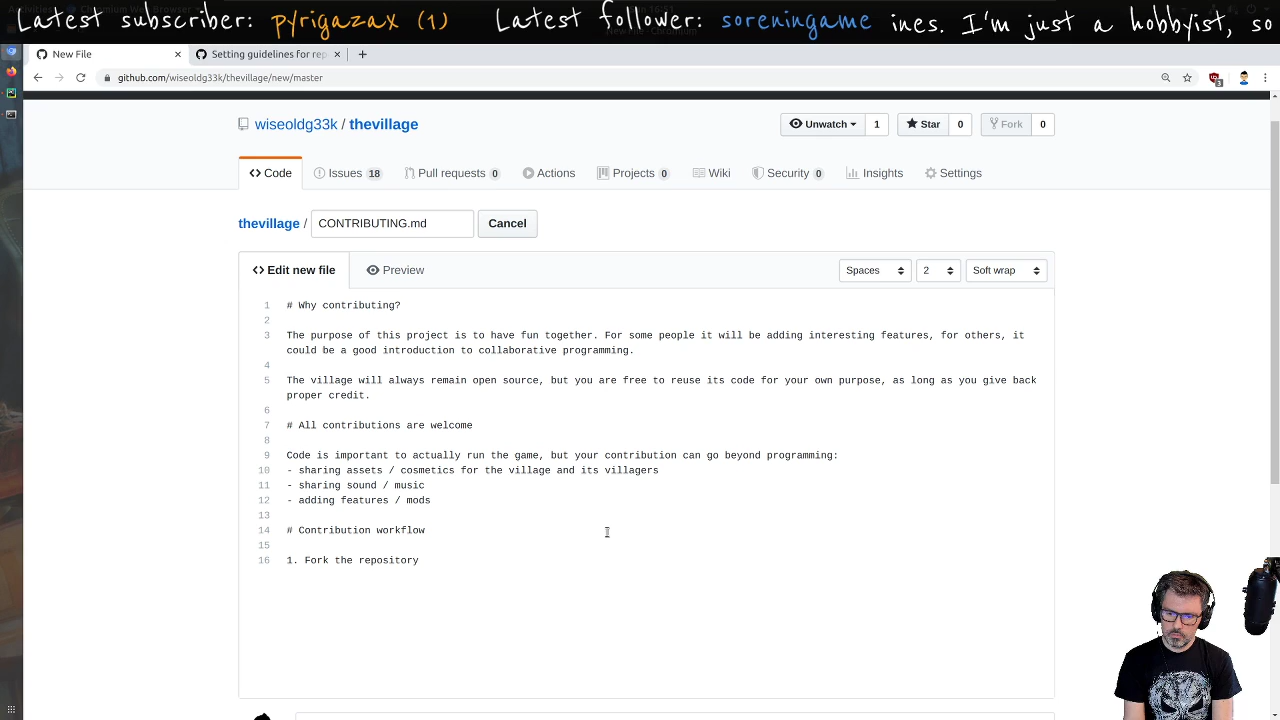 Latest subscriber: pyrigazax (1) Latest follower: soreningame ines. I'm just a hobbyist, so
New File
Setting guidelines for rep
github.com/wiseoldg33k/thevillage/new/master
3
wiseoldg33k / thevillage
Unwatch 1 Star 0 Fork 0
Code Issues 18 Pull requests 0 Actions Projects 0 Wiki Security 0 Insights Settings
thevillage / CONTRIBUTING.md Cancel
Edit new file Preview Spaces 2 Soft wrap
1 # Why contributing?
2
3 The purpose of this project is to have fun together. For some people it will be adding interesting features, for others, it
could be a good introduction to collaborative programming.
4
5 The village will always remain open source, but you are free to reuse its code for your own purpose, as long as you give back
proper credit.
6
7 # All contributions are welcome
8
9 Code is important to actually run the game, but your contribution can go beyond programming:
10 - sharing assets / cosmetics for the village and its villagers
11 - sharing sound / music
12 - adding features / mods
13
14 # Contribution workflow
15
16 1. Fork the repository